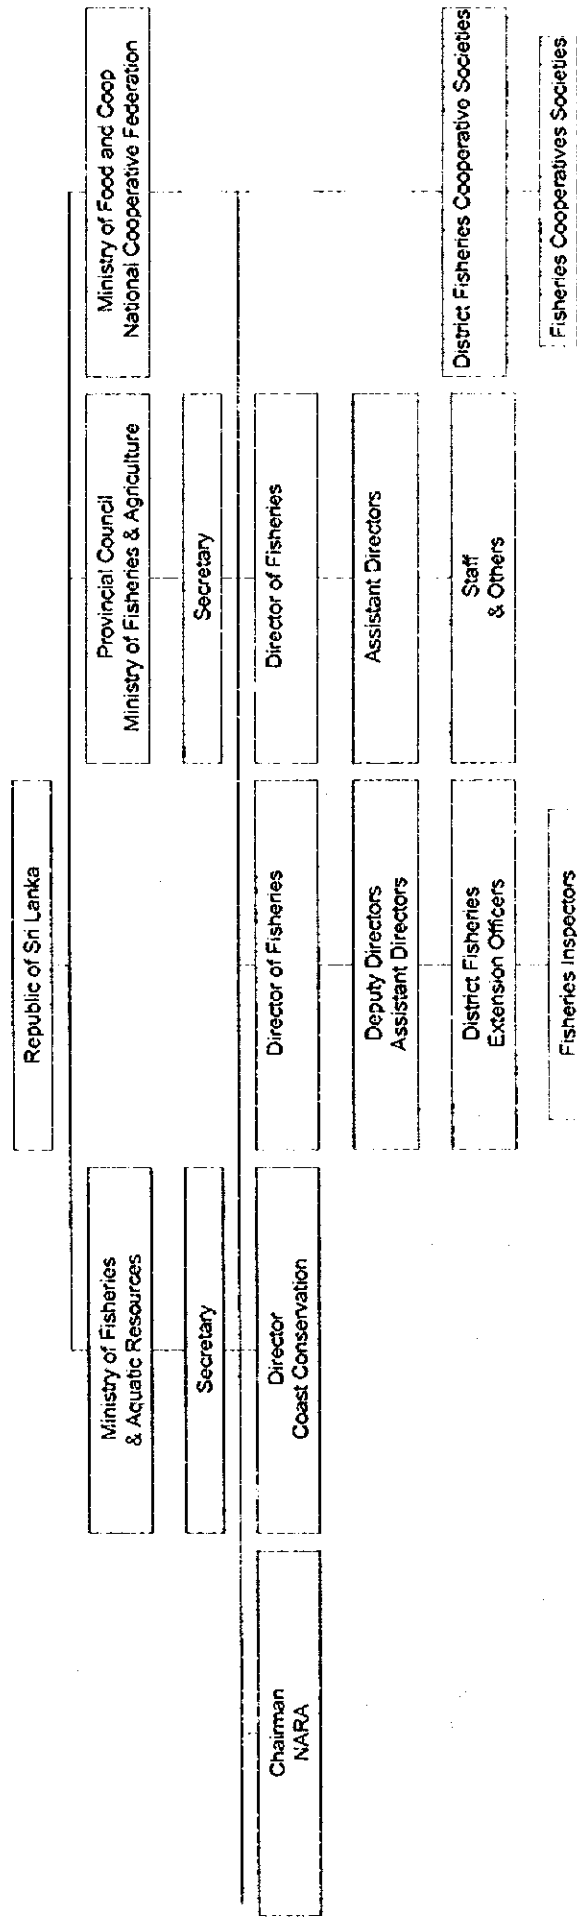 Republic of Sri Lanka
Ministry of Fisheries
& Aquatic Resources
Provincial Council
Ministry of Fisheries & Agriculture
Ministry of Food and Coop
National Cooperative Federation
Secretary
Secretary
Chairman
NARA
Director
Coast Conservation
Director of Fisheries
Director of Fisheries
Deputy Directors
Assistant Directors
Assistant Directors
District Fisheries
Extension Officers
Staff
& Others
District Fisheries Cooperative Societies
Fisheries Inspectors
Fisheries Cooperatives Societies